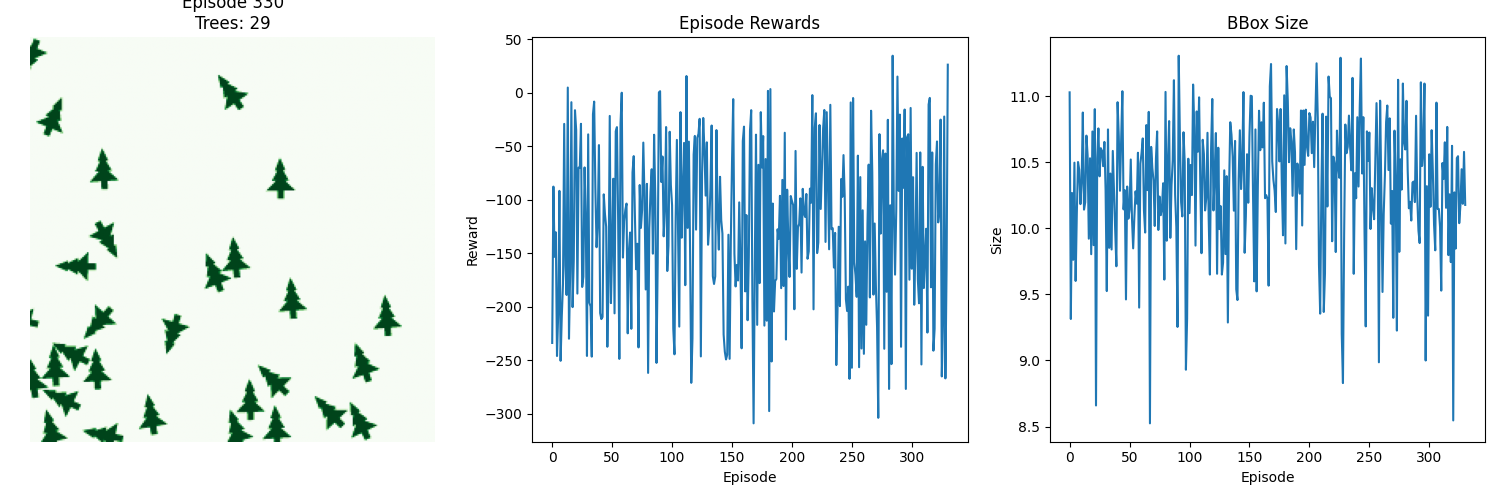 Episode 330
Trees: 29
Episode Rewards
Reward
50
0
−50
−100
−150
−200
−250
−300
0 50 100 150 200 250 300
Episode
BBox Size
Size
11.0
10.5
10.0
9.5
9.0
8.5
0 50 100 150 200 250 300
Episode